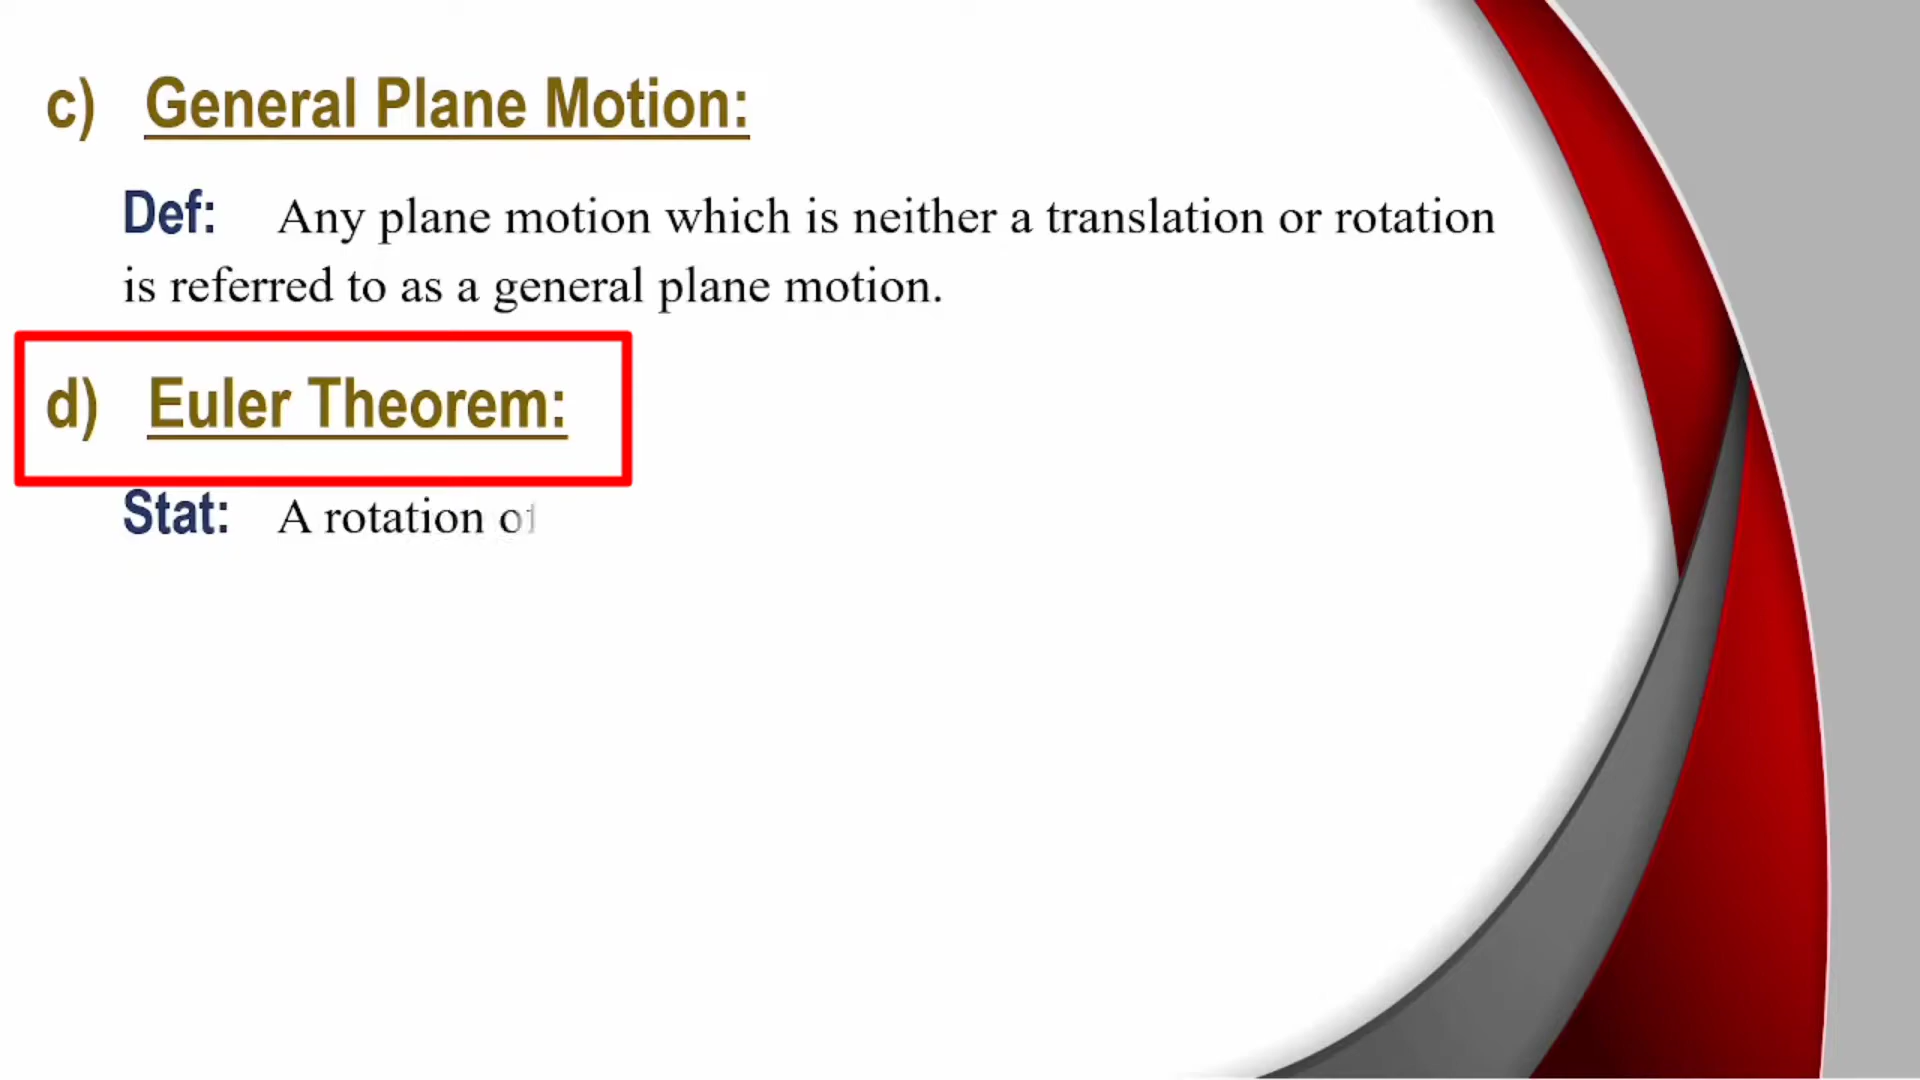 c) General Plane Motion:
Def: Any plane motion which is neither a translation or rotation
is referred to as a general plane motion.
d) Euler Theorem:
Stat: A rotation of